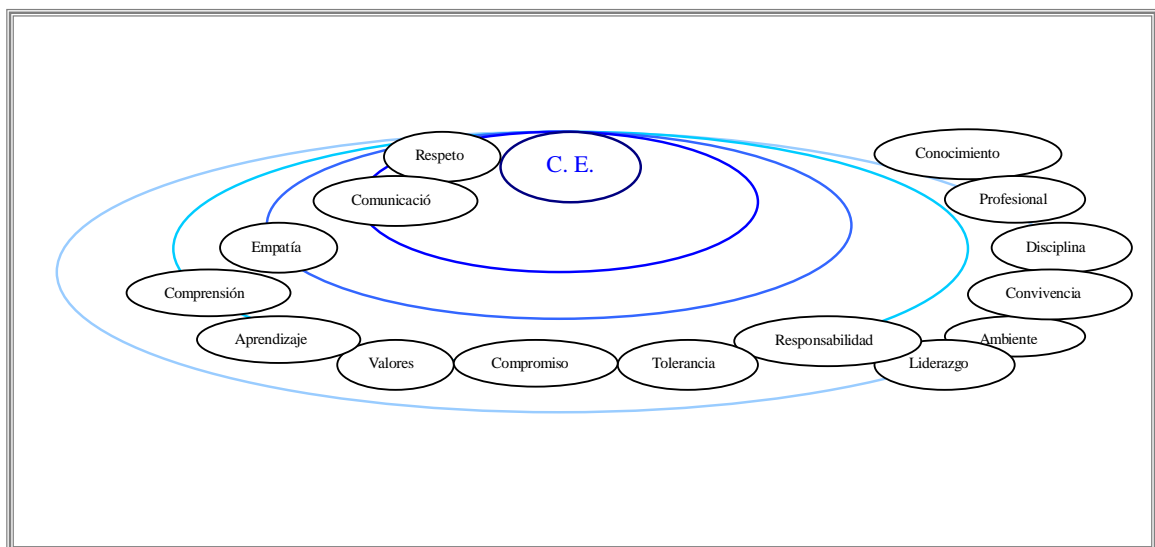 C. E.
Respeto
Conocimiento
Comunicació
Profesional
Empatía
Disciplina
Comprensión
Convivencia
Aprendizaje
Responsabilidad
Ambiente
Valores
Compromiso
Tolerancia
Liderazgo